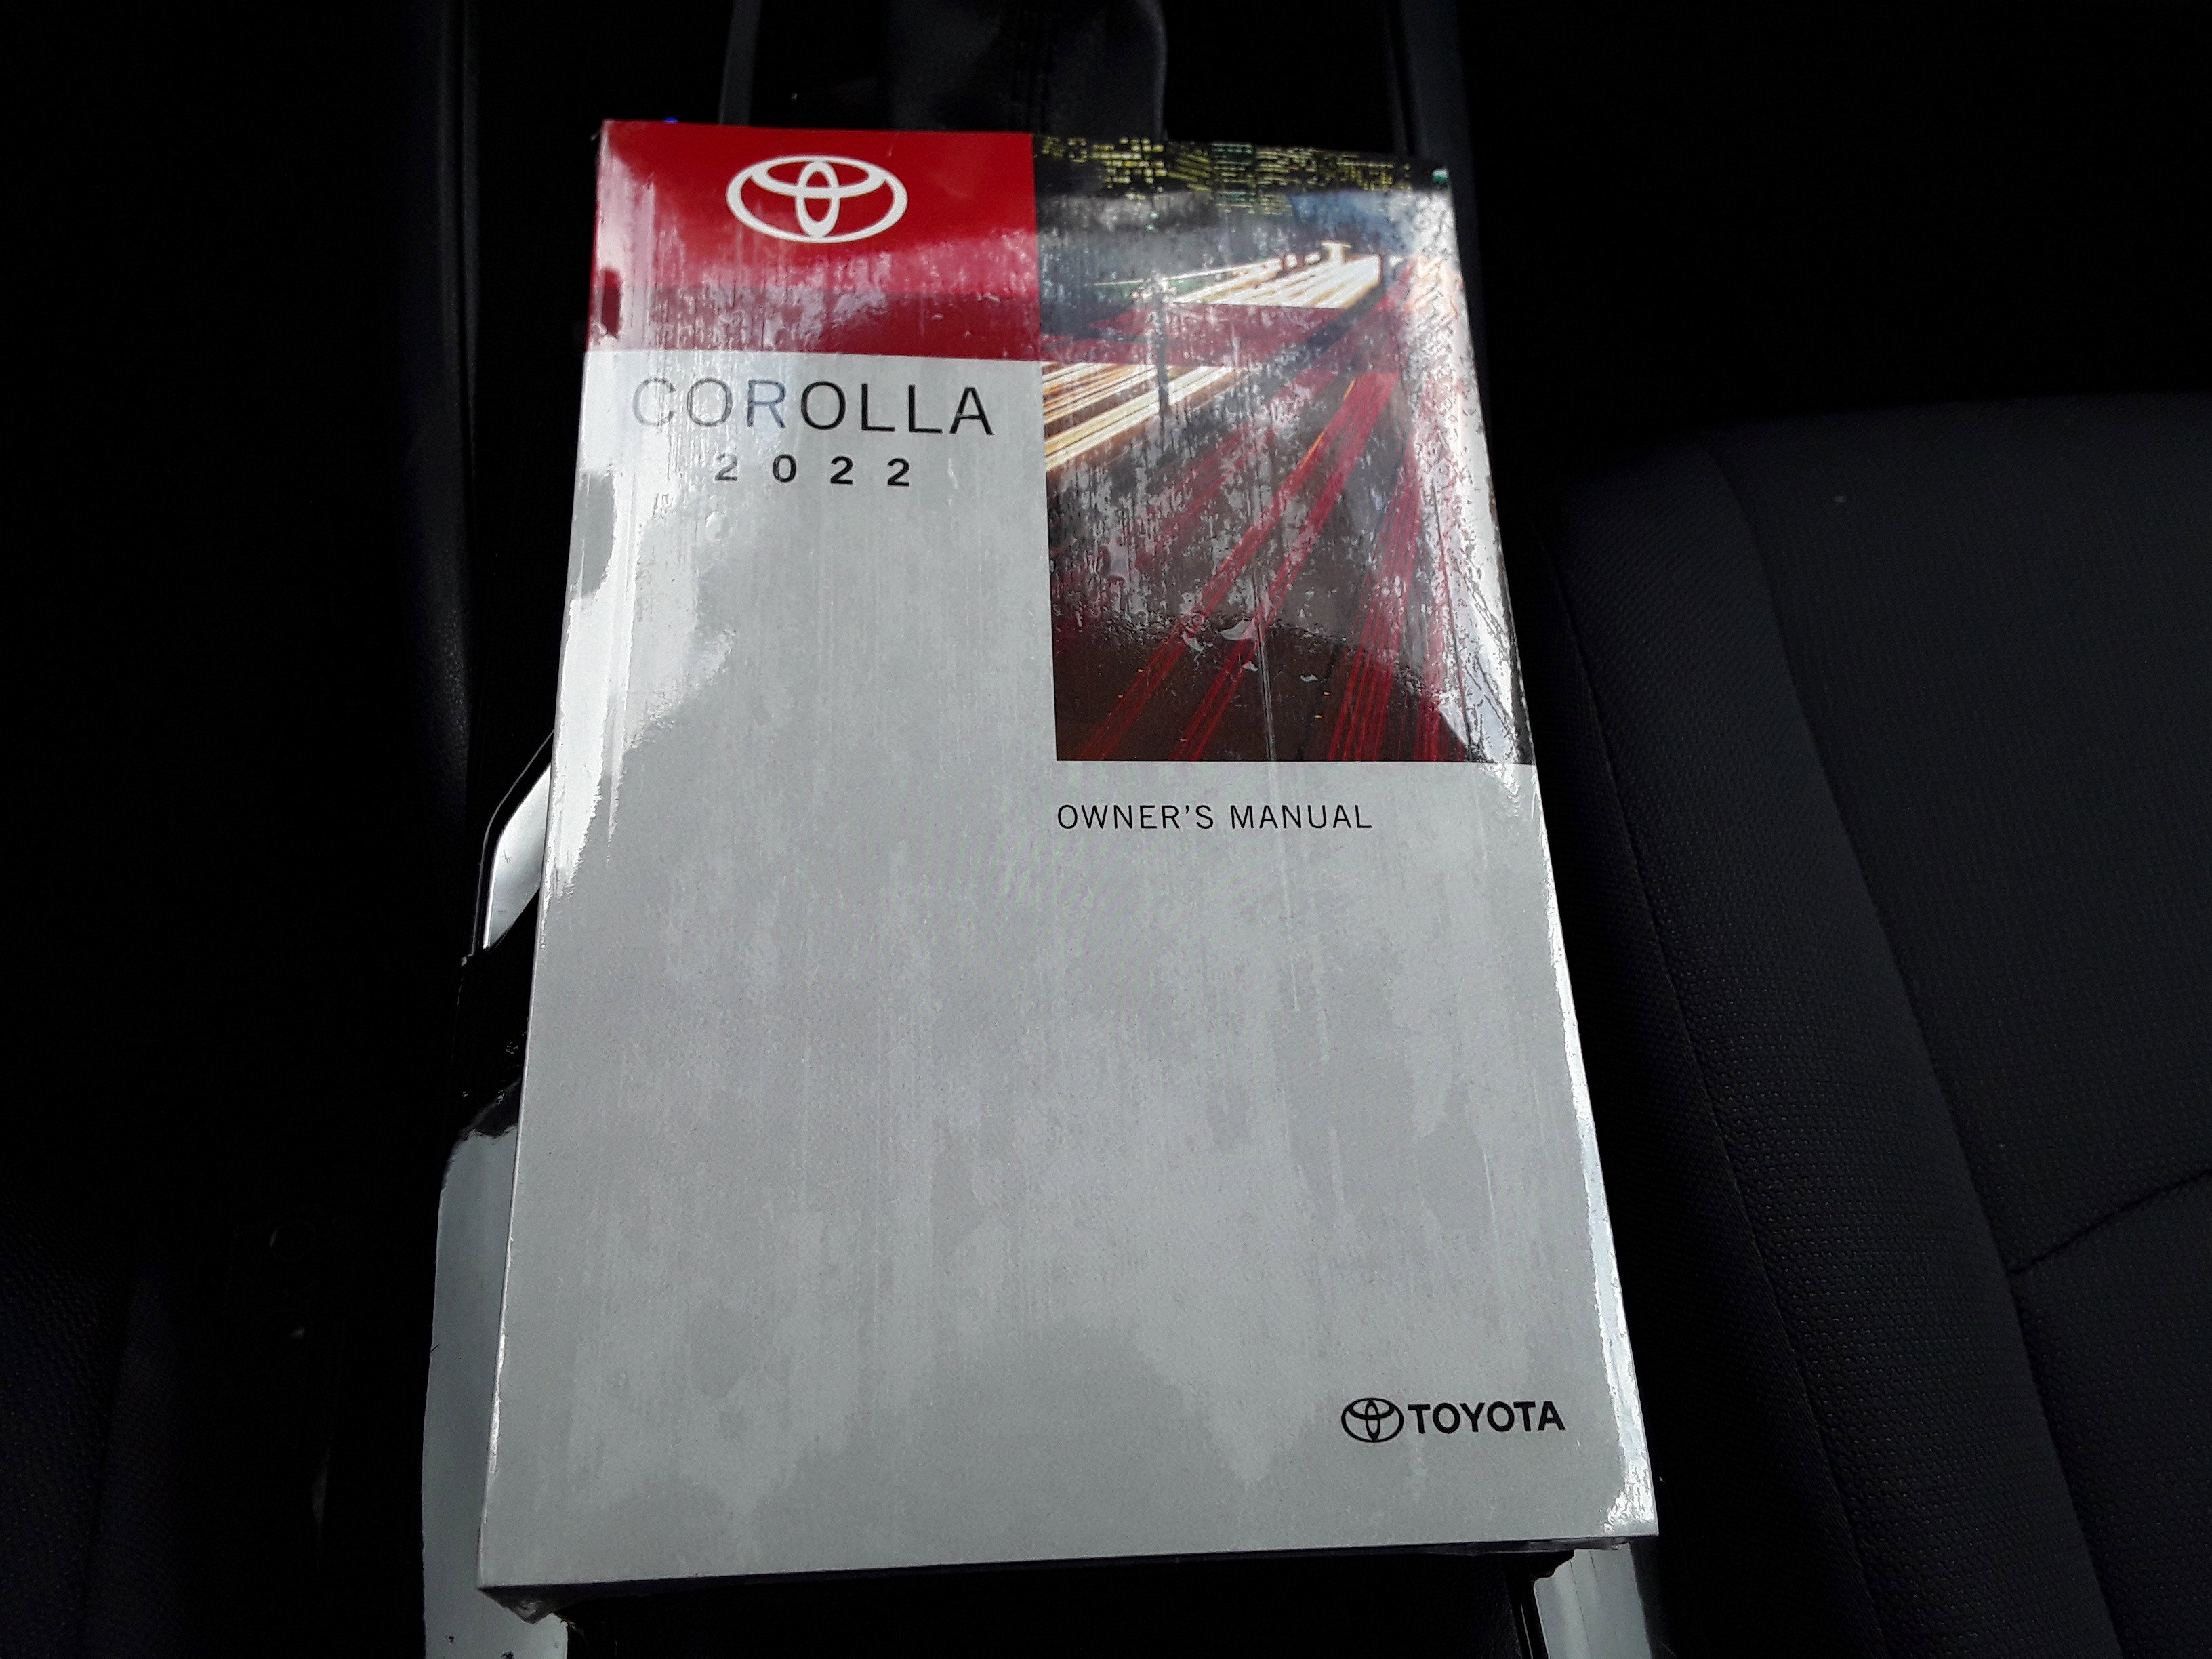 COROLLA
2022
OWNER'S MANUAL
TOYOTA